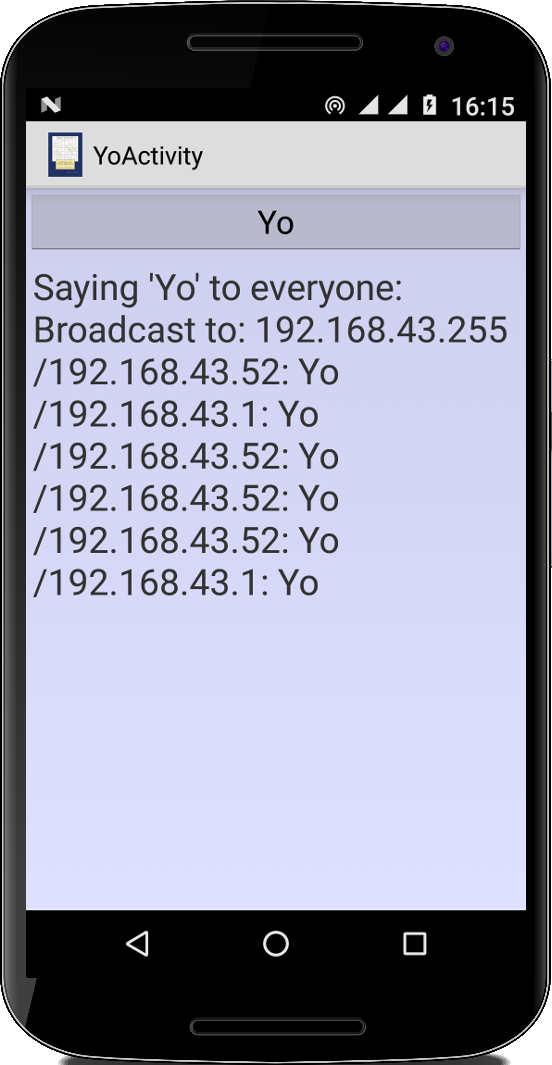 16:15
YoActivity
Yo
Saying 'Yo' to everyone:
Broadcast to: 192.168.43.255
/192.168.43.52: Yo
/192.168.43.1: Yo
/192.168.43.52: Yo
/192.168.43.52: Yo
/192.168.43.52: Yo
/192.168.43.1: Yo